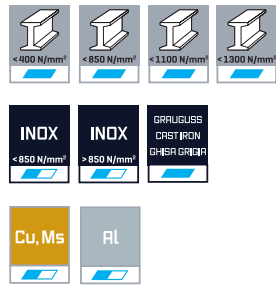 <400 N/mm²
<850 N/mm²
<1100 N/mm²
<1300 N/mm²
INOX
<850 N/mm²
INOX
>850 N/mm²
GRAUGUSS
CAST IRON
GHISA GRIGIA
Cu, Ms
Al